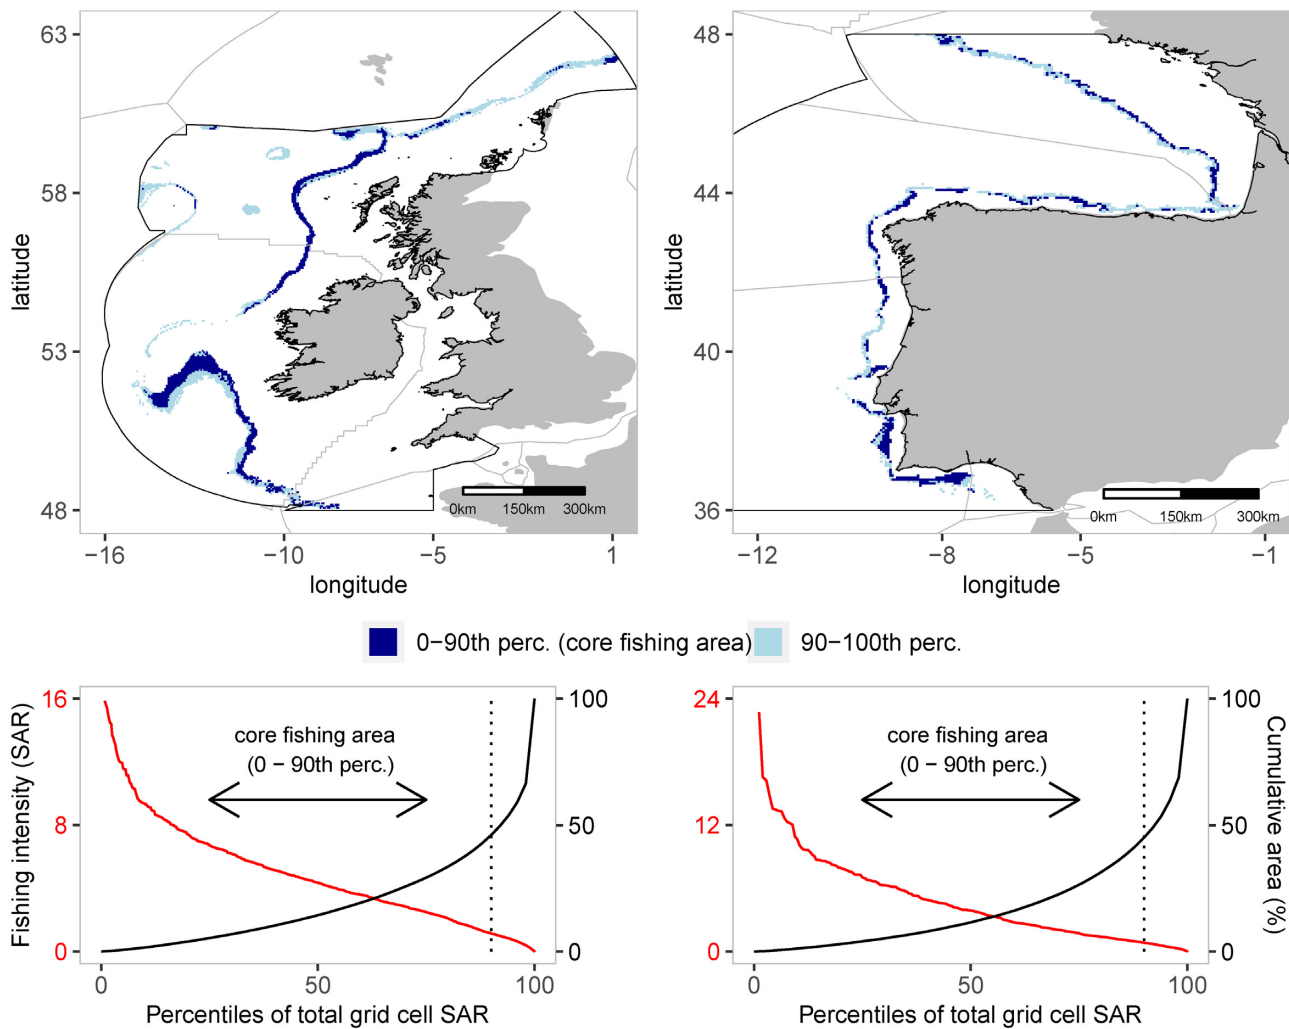 63
58
53
48
latitude
−16
−10
−5
1
longitude
0km
150km
300km
48
44
40
36
latitude
−12
−8
−5
−1
longitude
0km
150km
300km
0−90th perc. (core fishing area)
90−100th perc.
16
8
0
Fishing intensity (SAR)
core fishing area
(0 − 90th perc.)
100
50
0
0
50
100
Percentiles of total grid cell SAR
24
12
0
core fishing area
(0 − 90th perc.)
100
50
0
Cumulative area (%)
0
50
100
Percentiles of total grid cell SAR